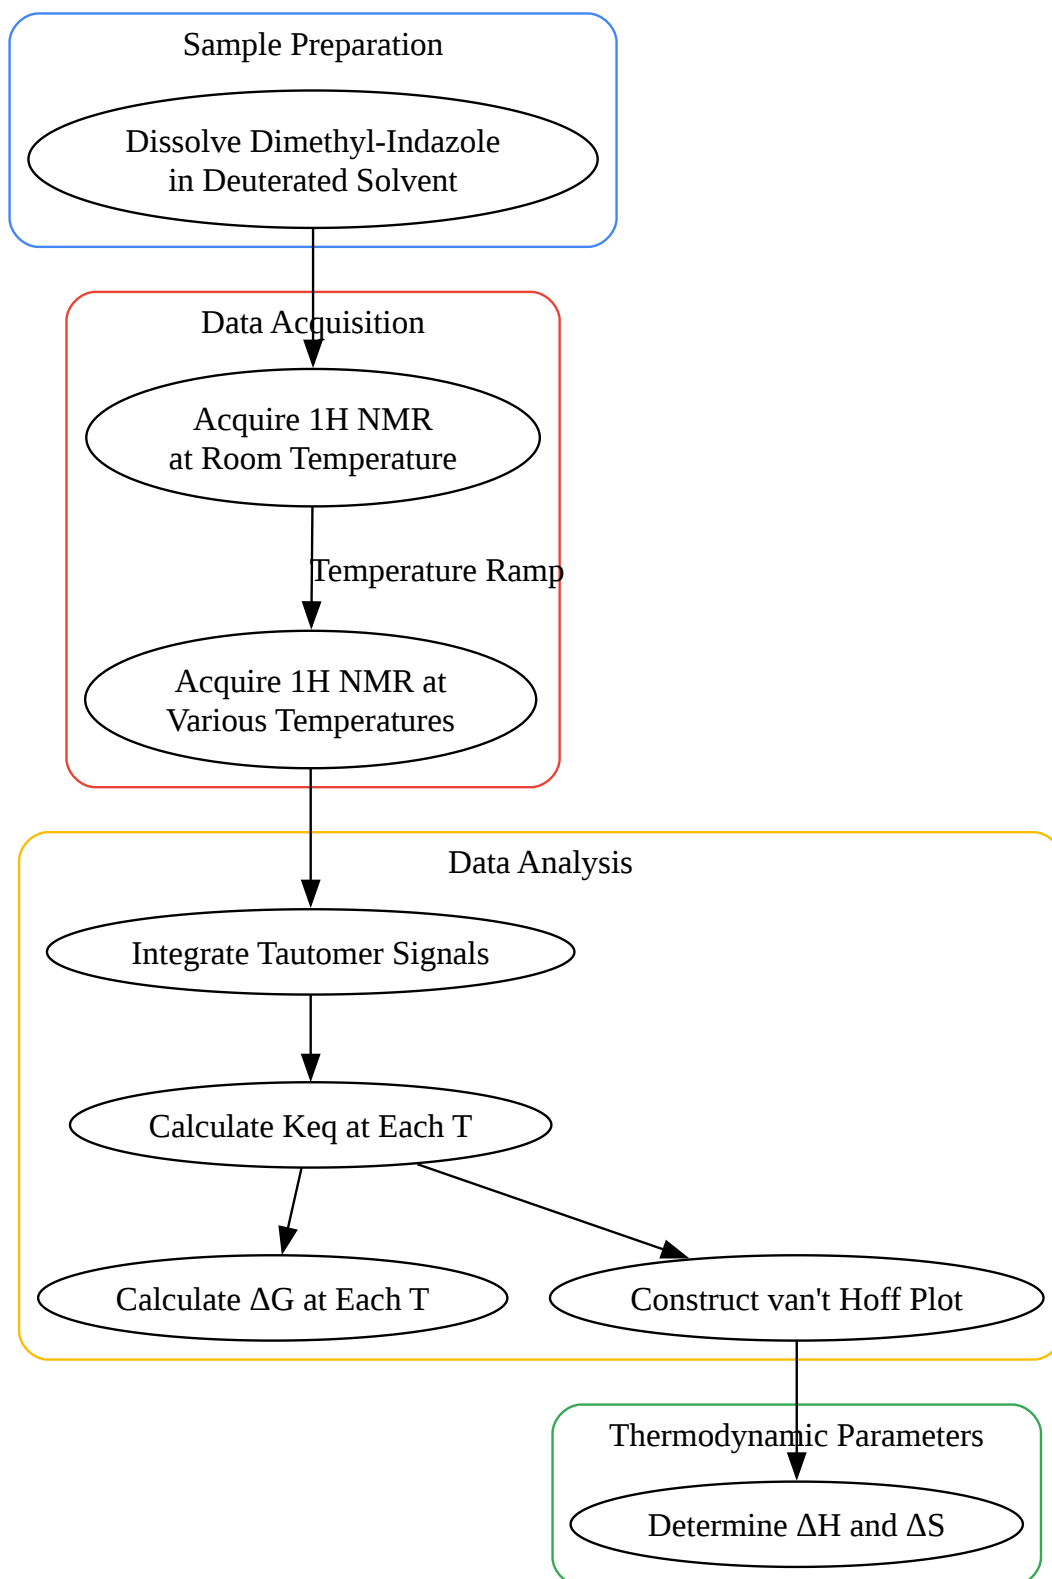 Sample Preparation
Dissolve Dimethyl-Indazole
in Deuterated Solvent
Data Acquisition
Acquire 1H NMR
at Room Temperature
Temperature Ramp
Acquire 1H NMR at
Various Temperatures
Data Analysis
Integrate Tautomer Signals
Calculate Keq at Each T
Calculate ΔG at Each T
Construct van't Hoff Plot
Thermodynamic Parameters
Determine ΔH and ΔS